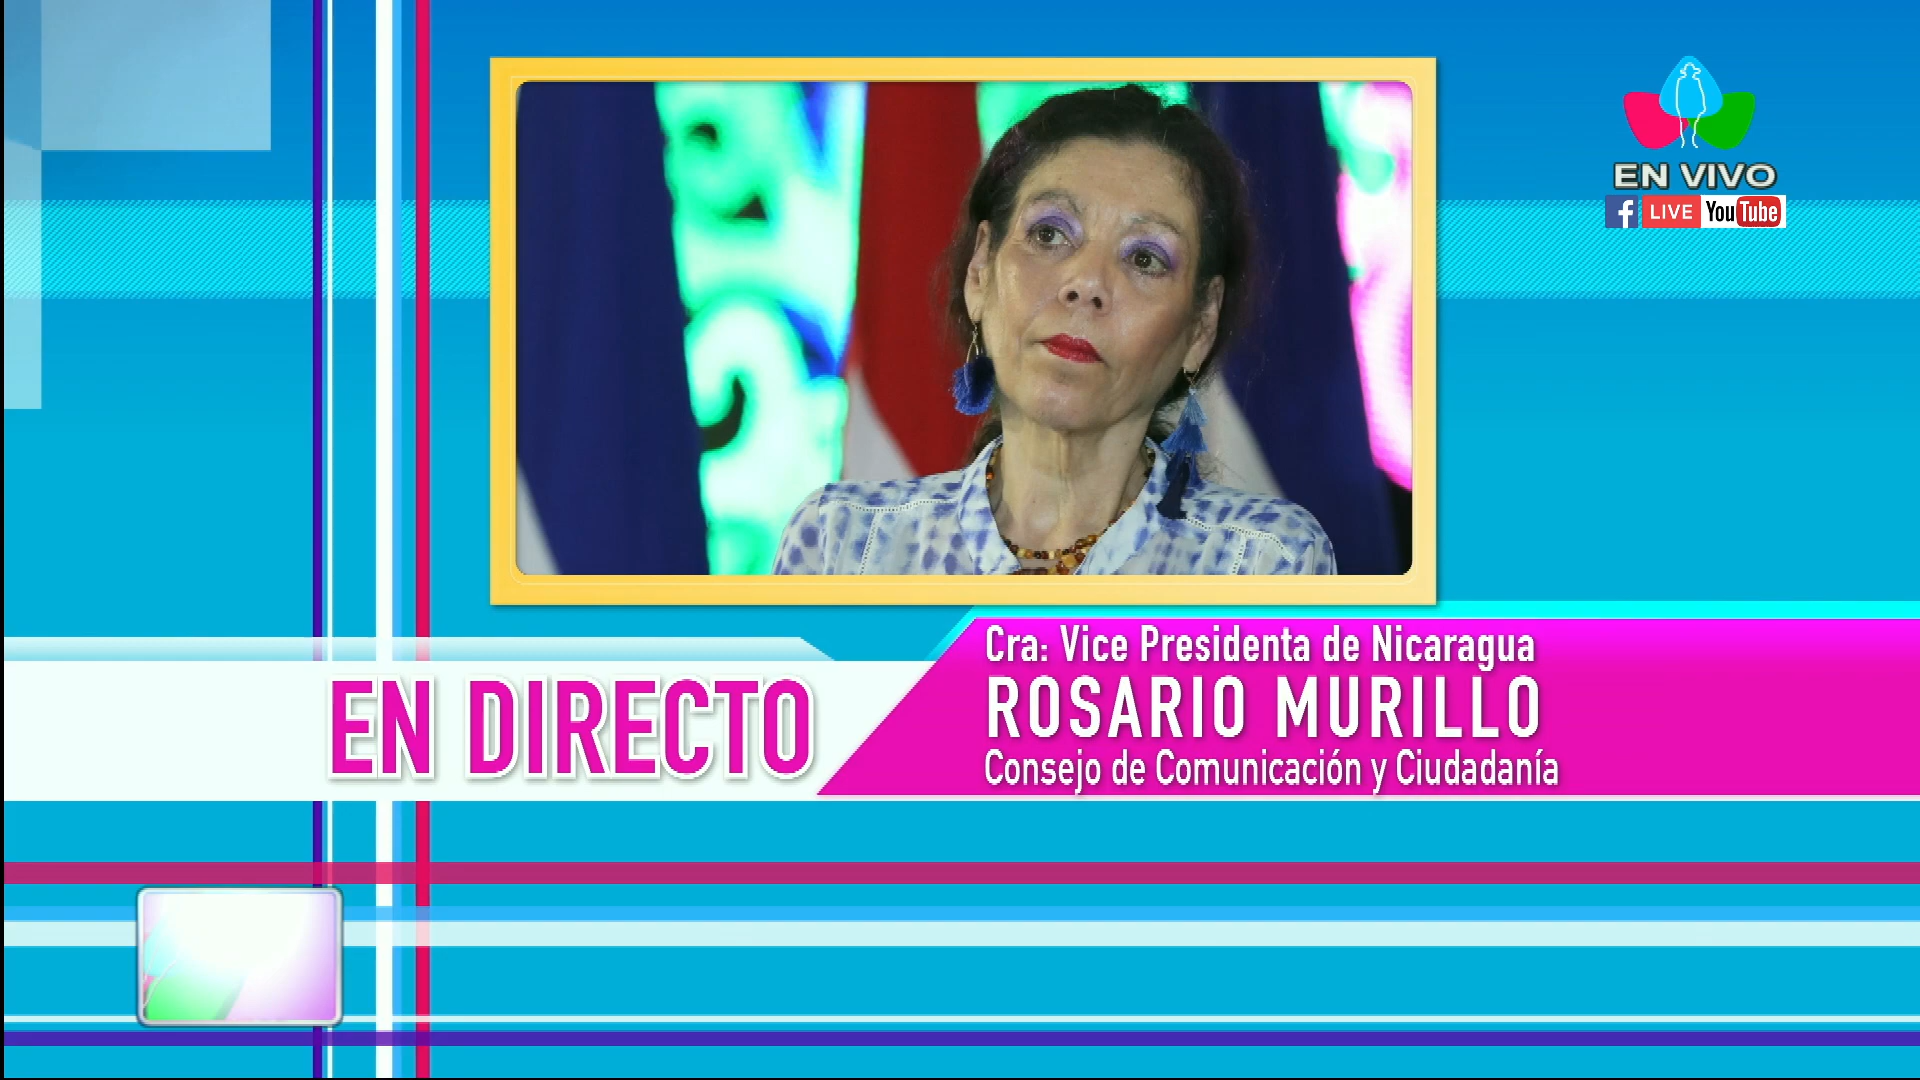 EN VIVO
f LIVE YouTube
Cra: Vice Presidenta de Nicaragua
EN DIRECTO
ROSARIO MURILLO
Consejo de Comunicación y Ciudadanía